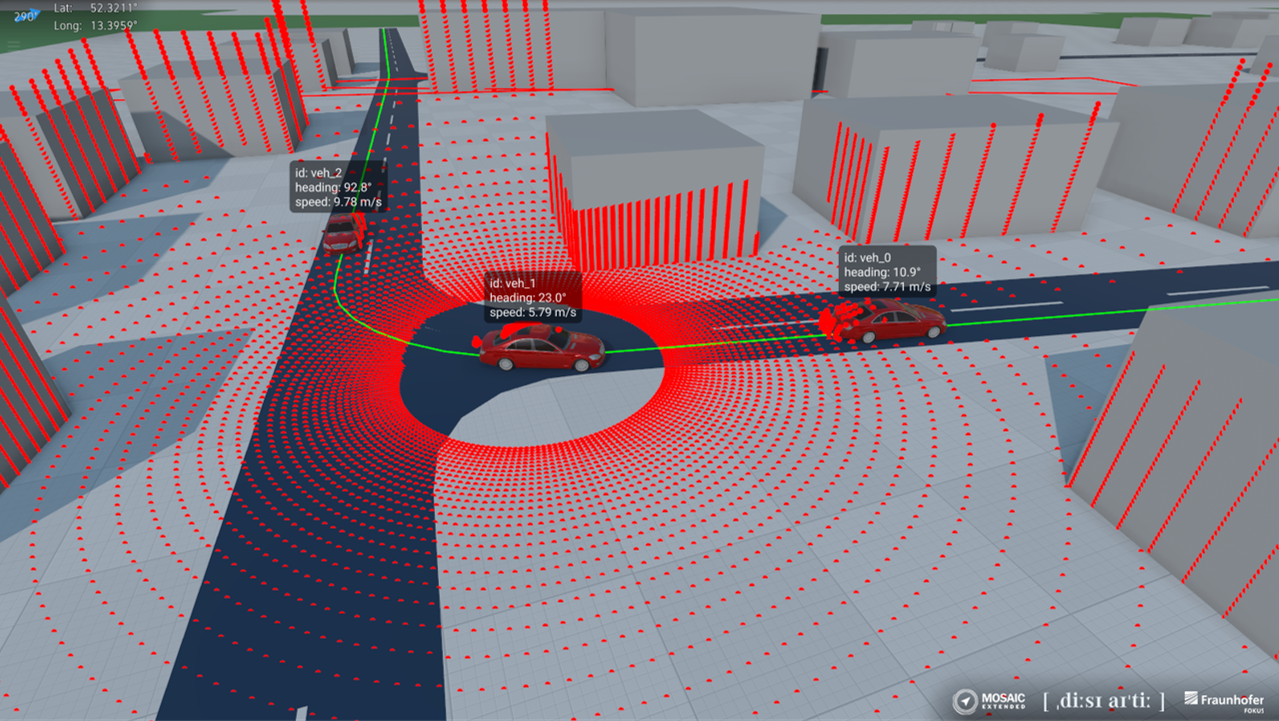 290°
Lat: 52.3211°
Long: 13.3959°
id: veh_2
heading: 92.8°
speed: 9.78 m/s
id: veh_1
heading: 23.0°
speed: 5.79 m/s
id: veh_0
heading: 10.9°
speed: 7.71 m/s
MOSAIC
EXTENDED
[ ˌdiːsɪ aɪˈtiː ]
Fraunhofer
FOKUS